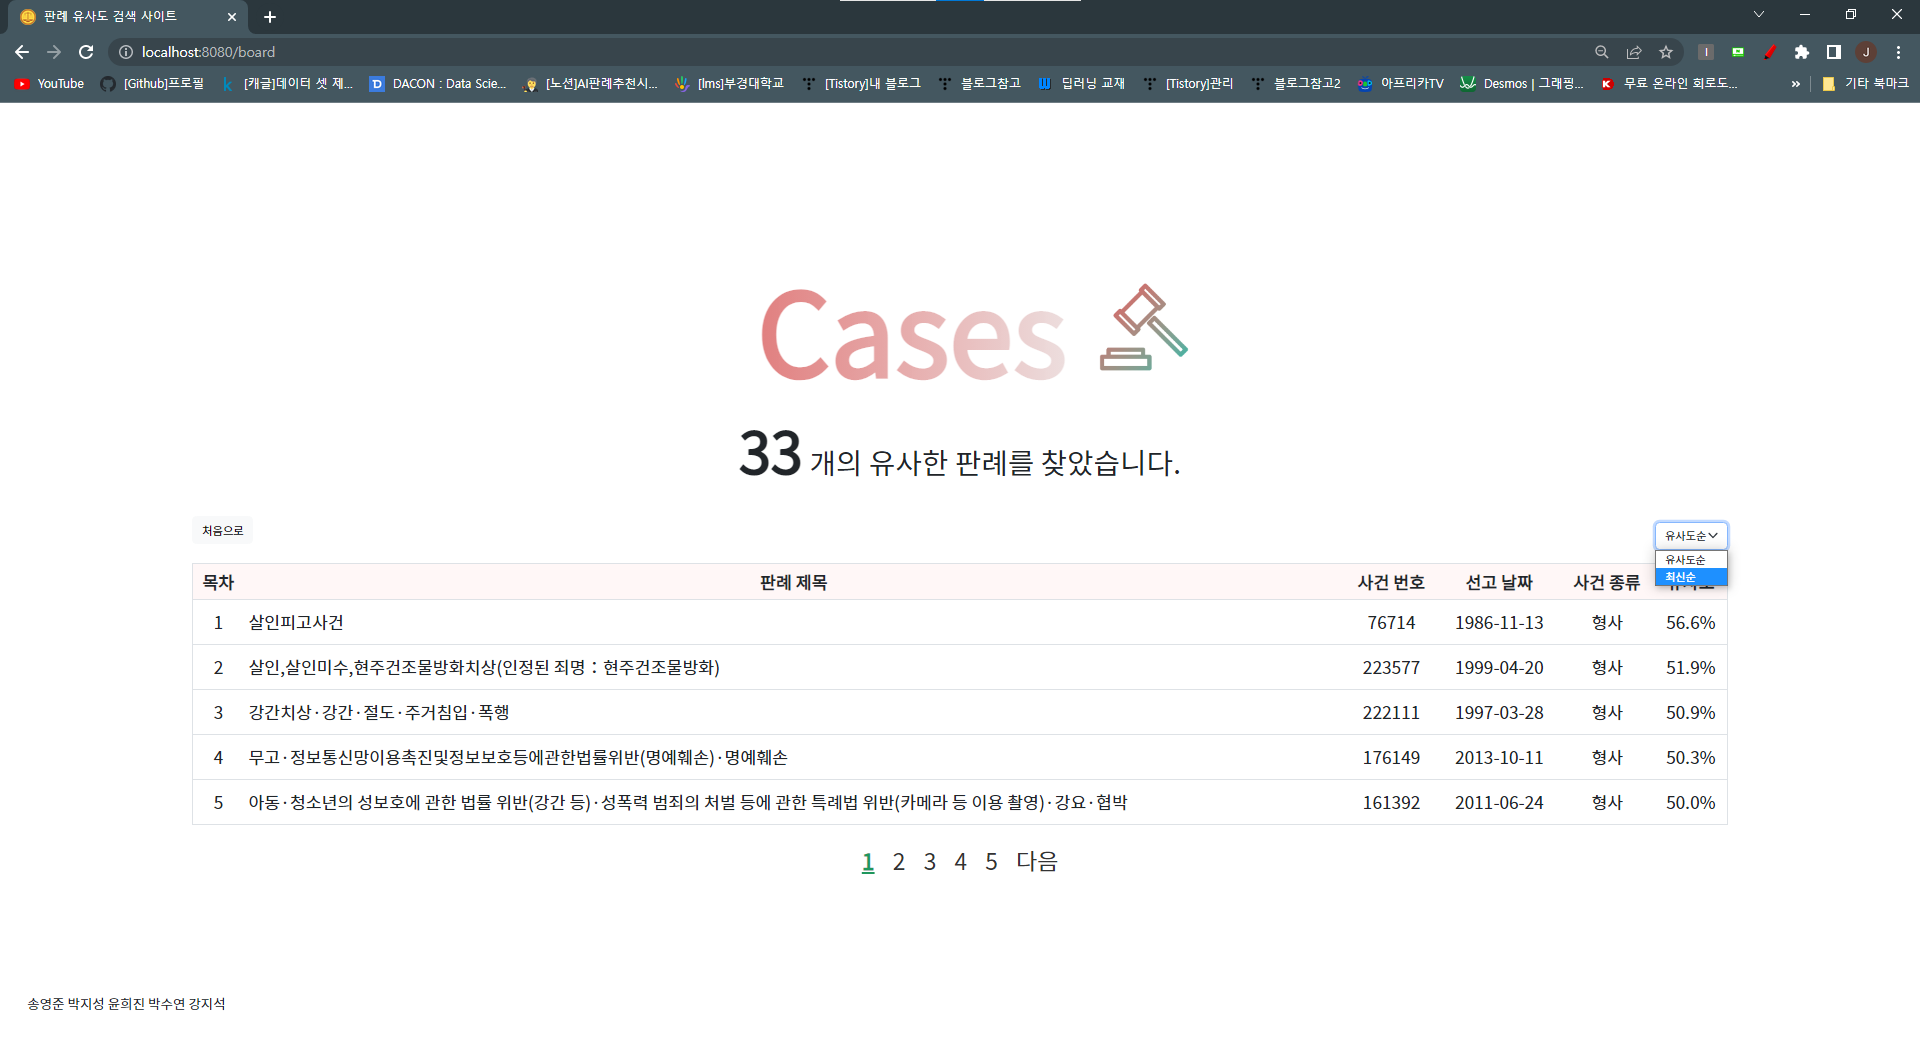 판례 유사도 검색 사이트
localhost:8080/board
YouTube [Github]프로필 [캐글]데이터 셋 제... DACON : Data Scie... [노션]AI판례추천시... [lms]부경대학교 [Tistory]내 블로그 블로그참고 딥러닝 교재 [Tistory]관리 블로그참고2 아프리카TV Desmos | 그래핑... 무료 온라인 회로도... » 기타 북마크
Cases
33 개의 유사한 판례를 찾았습니다.
처음으로 유사도순
유사도순
최신순
목차 판례 제목 사건 번호 선고 날짜 사건 종류
1 살인피고사건 76714 1986-11-13 형사 56.6%
2 살인,살인미수,현주건조물방화치상(인정된 죄명 : 현주건조물방화) 223577 1999-04-20 형사 51.9%
3 강간치상·강간·절도·주거침입·폭행 222111 1997-03-28 형사 50.9%
4 무고·정보통신망이용촉진및정보보호등에관한법률위반(명예훼손)·명예훼손 176149 2013-10-11 형사 50.3%
5 아동·청소년의 성보호에 관한 법률 위반(강간 등)·성폭력 범죄의 처벌 등에 관한 특례법 위반(카메라 등 이용 촬영)·강요·협박 161392 2011-06-24 형사 50.0%
1 2 3 4 5 다음
송영준 박지성 윤희진 박수연 강지석